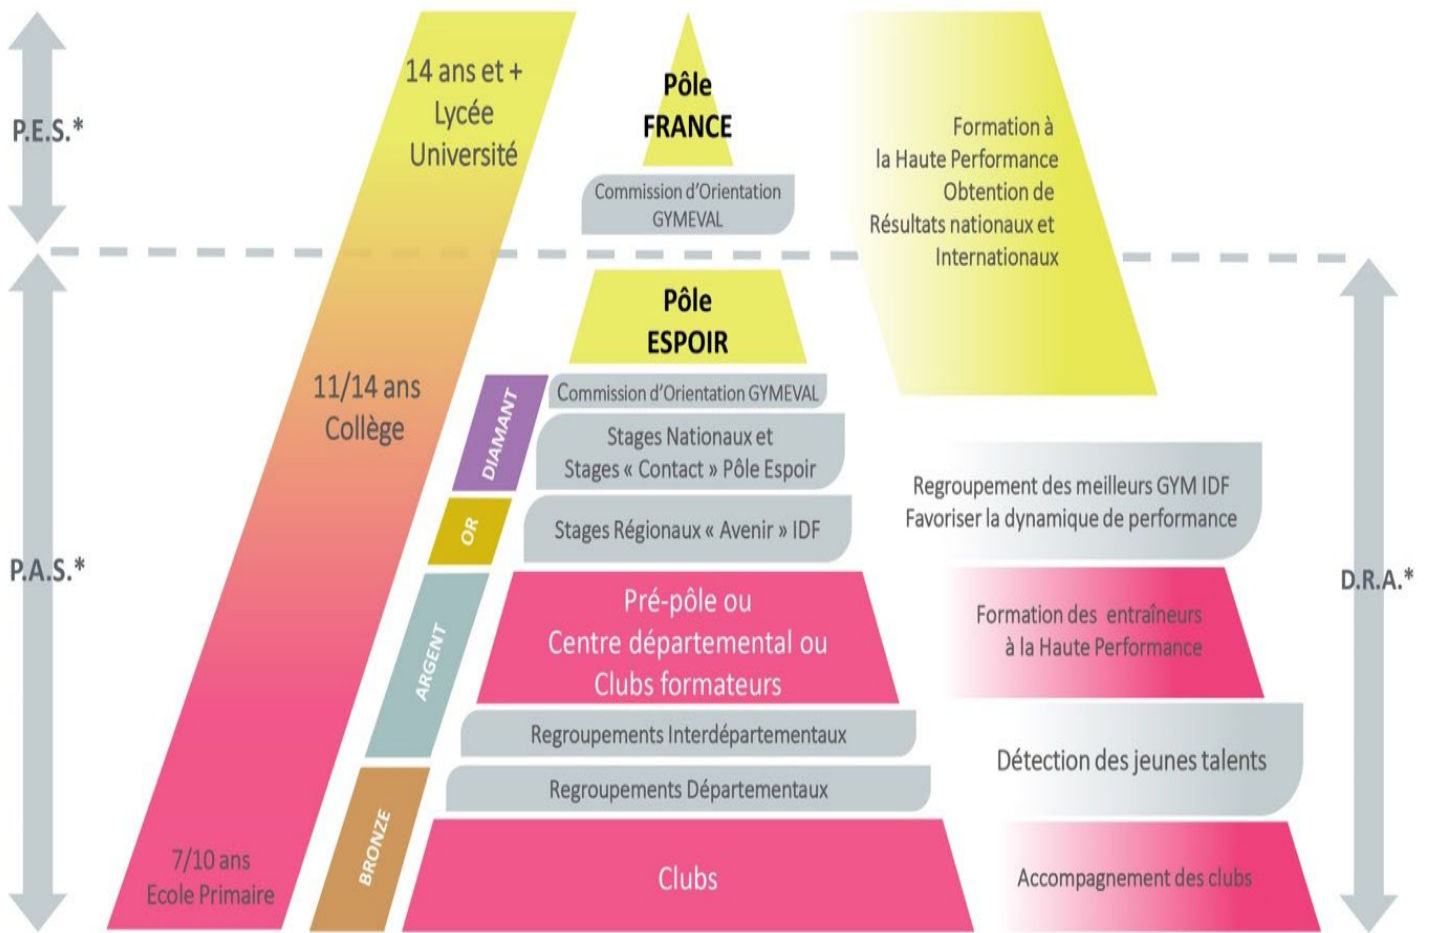 P.E.S.*
P.A.S.*
14 ans et +
Lycée
Université
11/14 ans
Collège
7/10 ans
Ecole Primaire
DIAMANT
OR
ARGENT
BRONZE
Pôle
FRANCE
Commission d'Orientation
GYMEVAL
Pôle
ESPOIR
Commission d'Orientation GYMEVAL
Stages Nationaux et
Stages « Contact » Pôle Espoir
Stages Régionaux « Avenir » IDF
Pré-pôle ou
Centre départemental ou
Clubs formateurs
Regroupements Interdépartementaux
Regroupements Départementaux
Clubs
Formation à
la Haute Performance
Obtention de
Résultats nationaux et
Internationaux
Regroupement des meilleurs GYM IDF
Favoriser la dynamique de performance
Formation des entraîneurs
à la Haute Performance
Détection des jeunes talents
Accompagnement des clubs
D.R.A.*